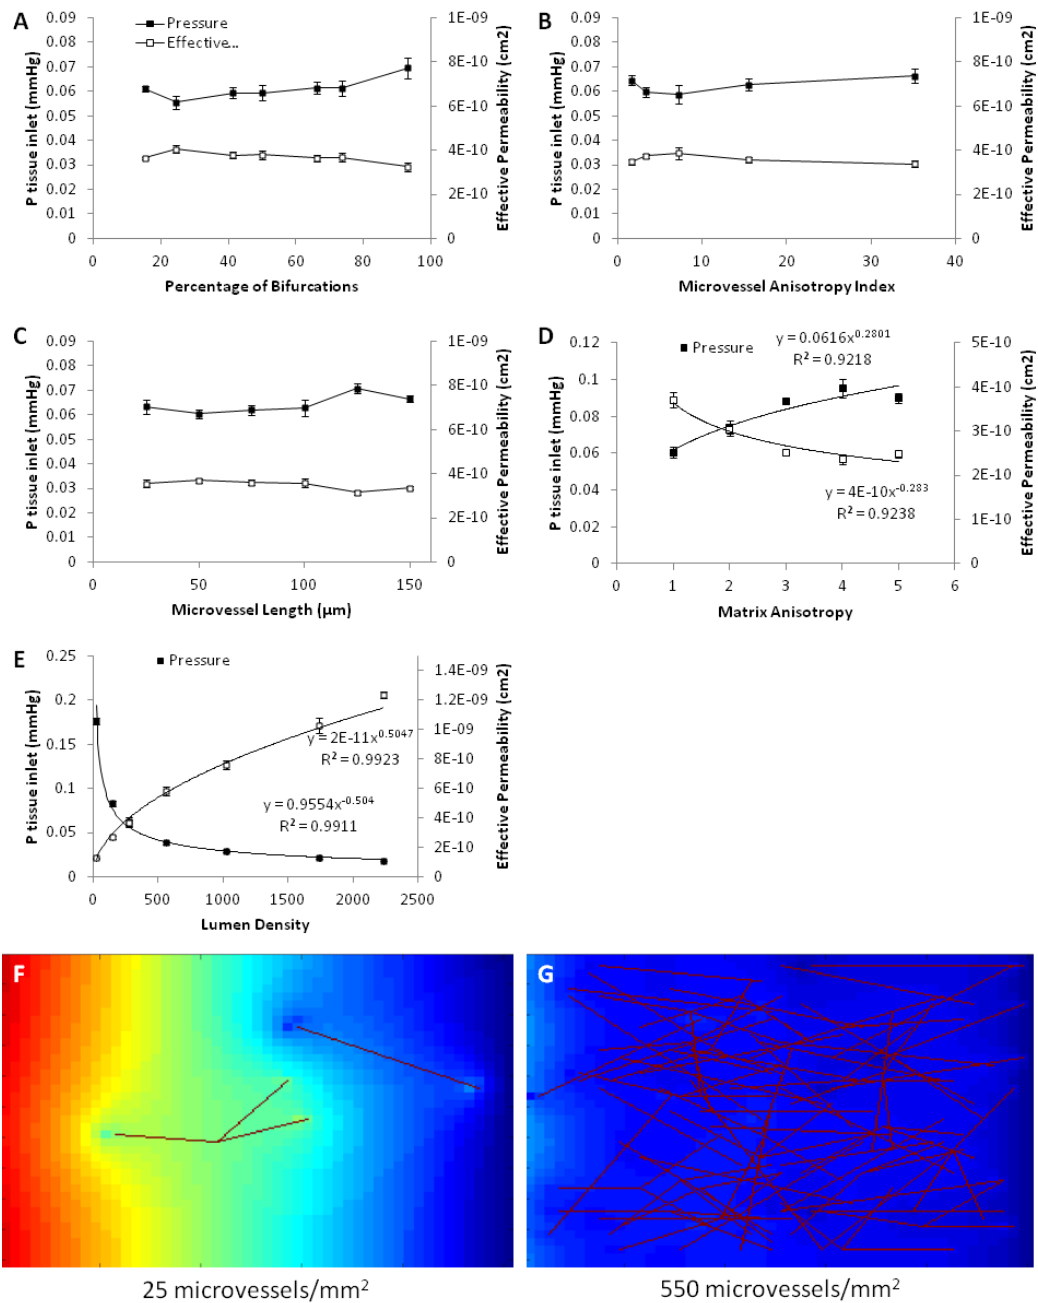 A
Pressure
Effective...
P tissue inlet (mmHg)
0.09
0.08
0.07
0.06
0.05
0.04
0.03
0.02
0.01
0
1E-09
8E-10
6E-10
4E-10
2E-10
0
Effective Permeability (cm2)
0 20 40 60 80 100
Percentage of Bifurcations
B
P tissue inlet (mmHg)
0.09
0.08
0.07
0.06
0.05
0.04
0.03
0.02
0.01
0
1E-09
8E-10
6E-10
4E-10
2E-10
0
Effective Permeability (cm2)
0 10 20 30 40
Microvessel Anisotropy Index
C
P tissue inlet (mmHg)
0.09
0.08
0.07
0.06
0.05
0.04
0.03
0.02
0.01
0
1E-09
8E-10
6E-10
4E-10
2E-10
0
Effective Permeability (cm2)
0 50 100 150
Microvessel Length (µm)
D
Pressure
y = 0.0616x^0.2801
R² = 0.9218
P tissue inlet (mmHg)
0.12
0.1
0.08
0.06
0.04
0.02
0
5E-10
4E-10
3E-10
2E-10
1E-10
0
Effective Permeability (cm2)
y = 4E-10x^-0.283
R² = 0.9238
0 1 2 3 4 5 6
Matrix Anisotropy
E
Pressure
P tissue inlet (mmHg)
0.25
0.2
0.15
0.1
0.05
0
1.4E-09
1.2E-09
1E-09
8E-10
6E-10
4E-10
2E-10
0
Effective Permeability (cm2)
y = 2E-11x^0.5047
R² = 0.9923
y = 0.9554x^-0.504
R² = 0.9911
0 500 1000 1500 2000 2500
Lumen Density
F
25 microvessels/mm²
G
550 microvessels/mm²